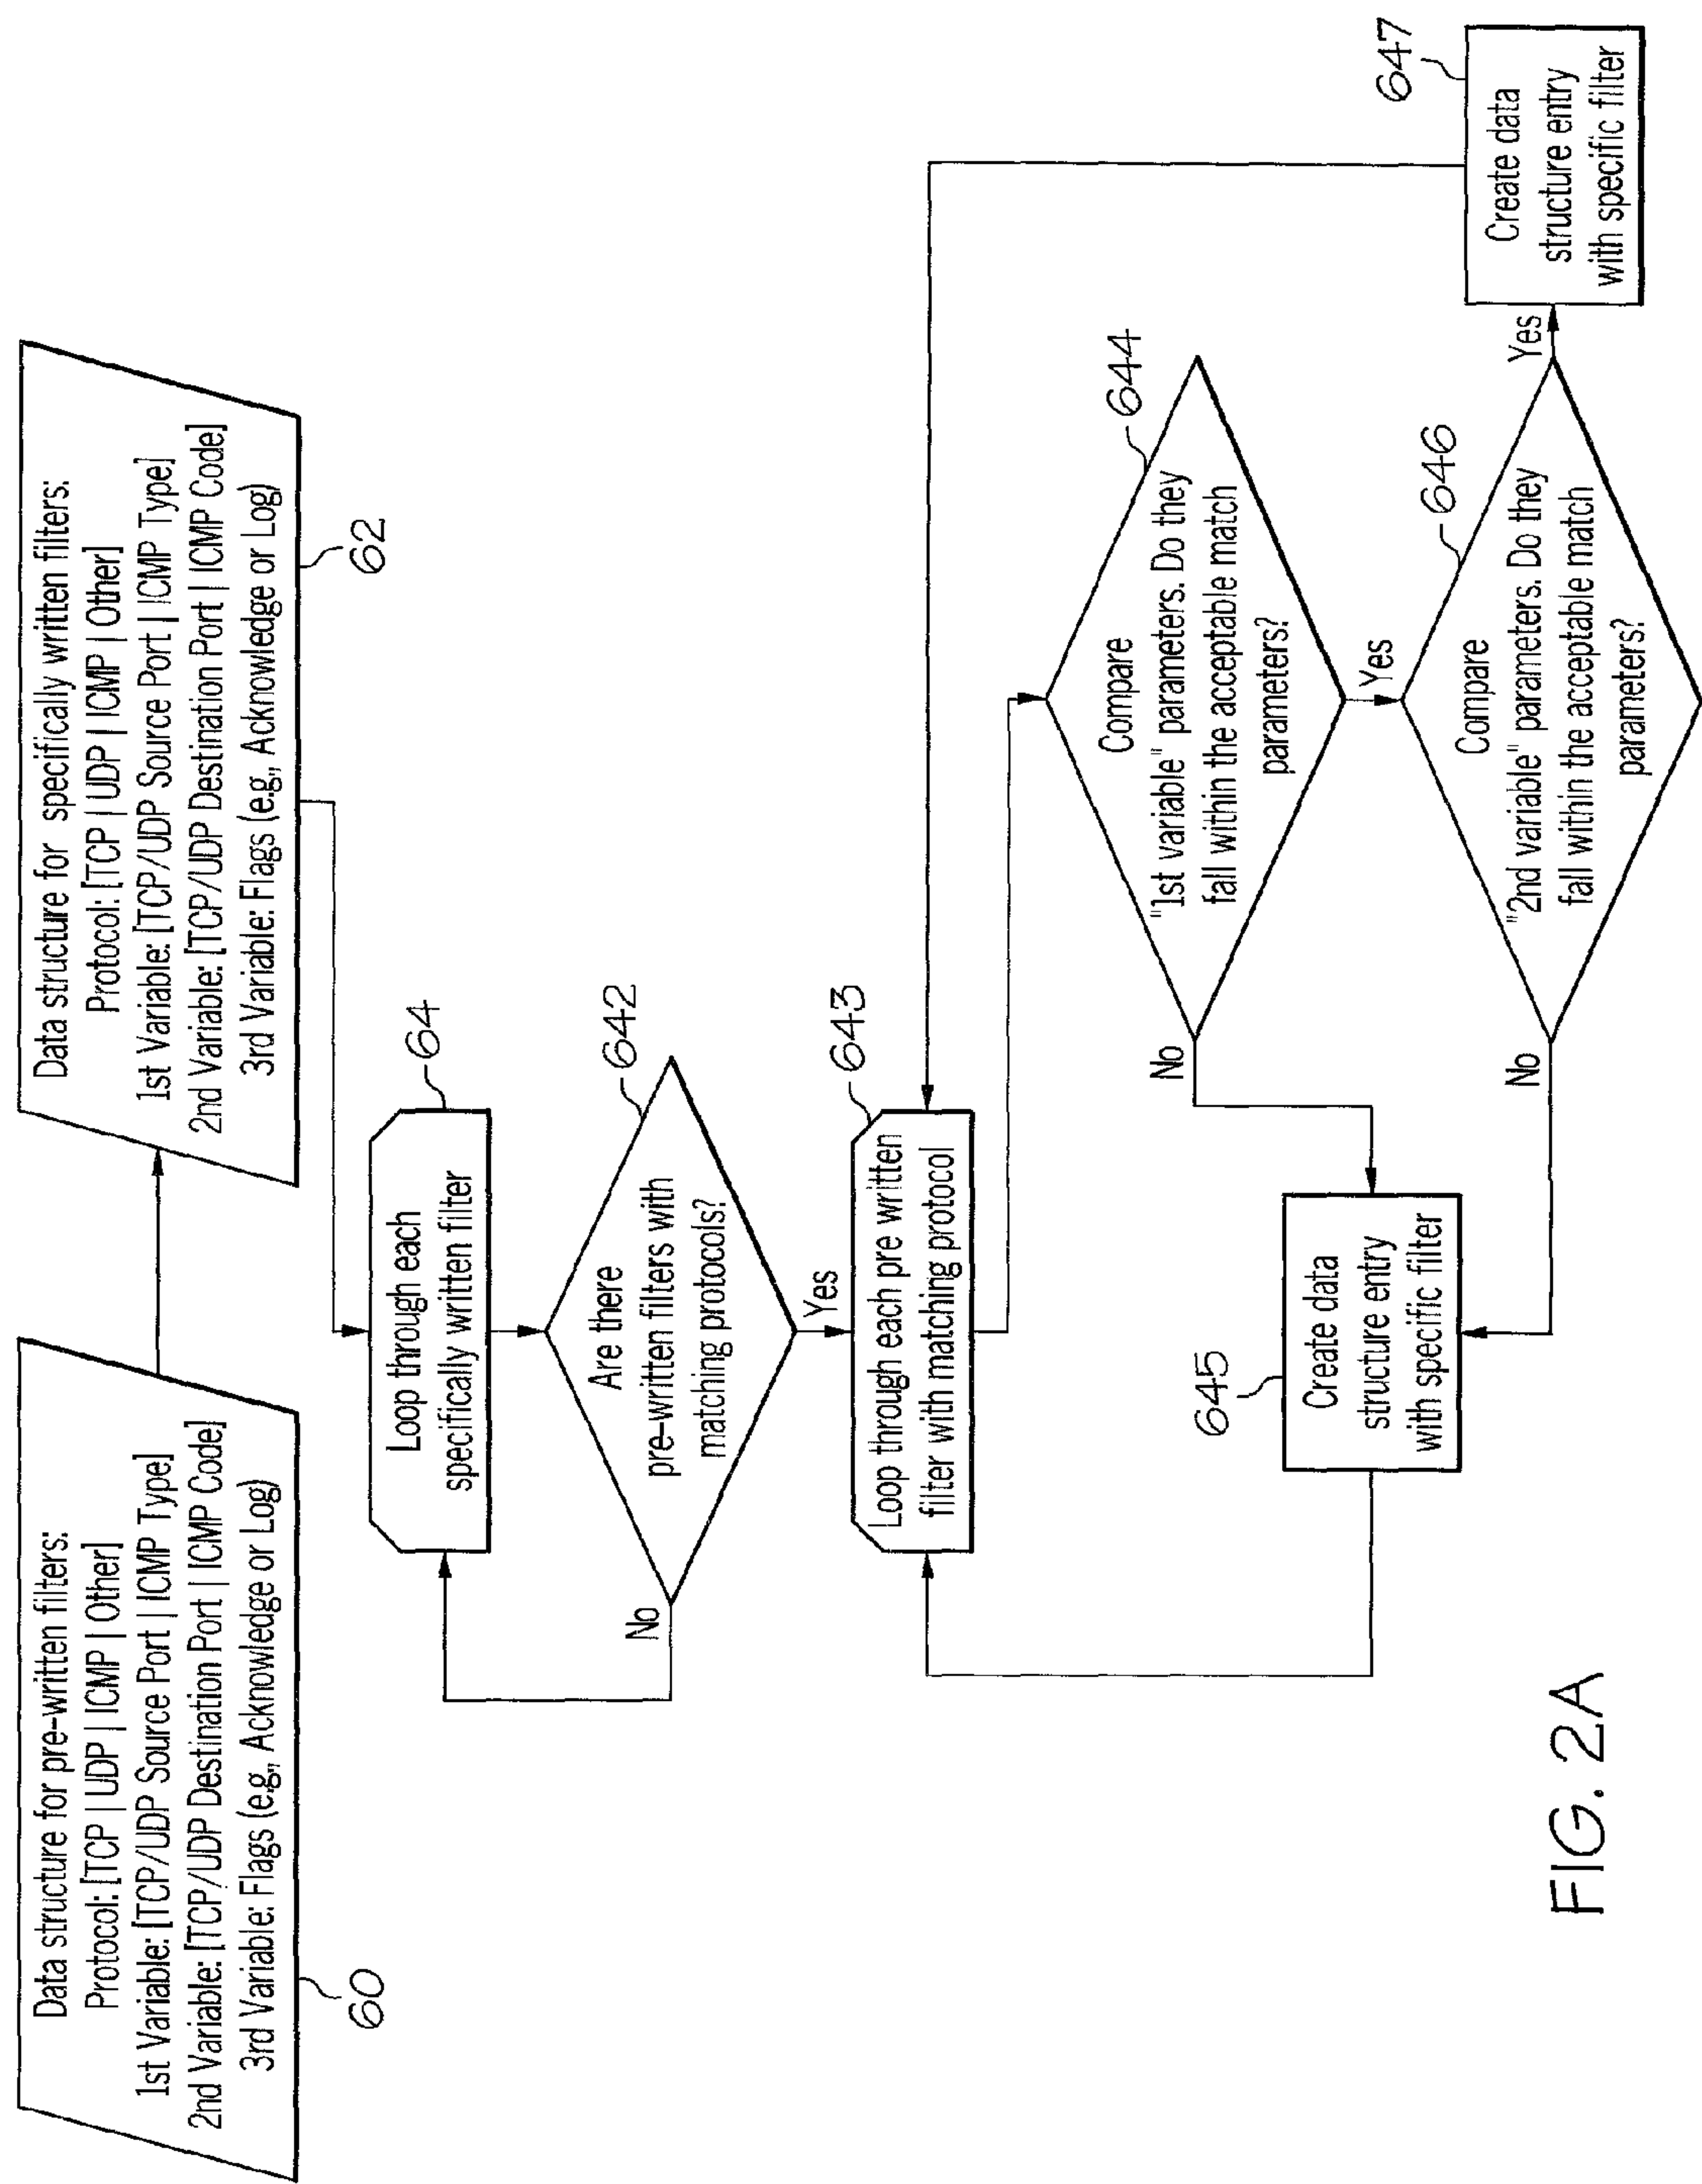 Data structure for pre-written filters:
Protocol: [TCP | UDP | ICMP | Other]
1st Variable: [TCP/UDP Source Port | ICMP Type]
2nd Variable: [TCP/UDP Destination Port | ICMP Code]
3rd Variable: Flags (e.g., Acknowledge or Log)
60
Data structure for specifically written filters:
Protocol: [TCP | UDP | ICMP | Other]
1st Variable: [TCP/UDP Source Port | ICMP Type]
2nd Variable: [TCP/UDP Destination Port | ICMP Code]
3rd Variable: Flags (e.g., Acknowledge or Log)
62
Loop through each
specifically written filter
64
Are there
pre-written filters with
matching protocols?
642
No
Yes
Loop through each pre written
filter with matching protocol
643
Compare
"1st variable" parameters. Do they
fall within the acceptable match
parameters?
644
No
Yes
Create data
structure entry
with specific filter
645
Compare
"2nd variable" parameters. Do they
fall within the acceptable match
parameters?
646
No
Yes
Create data
structure entry
with specific filter
647
FIG. 2A